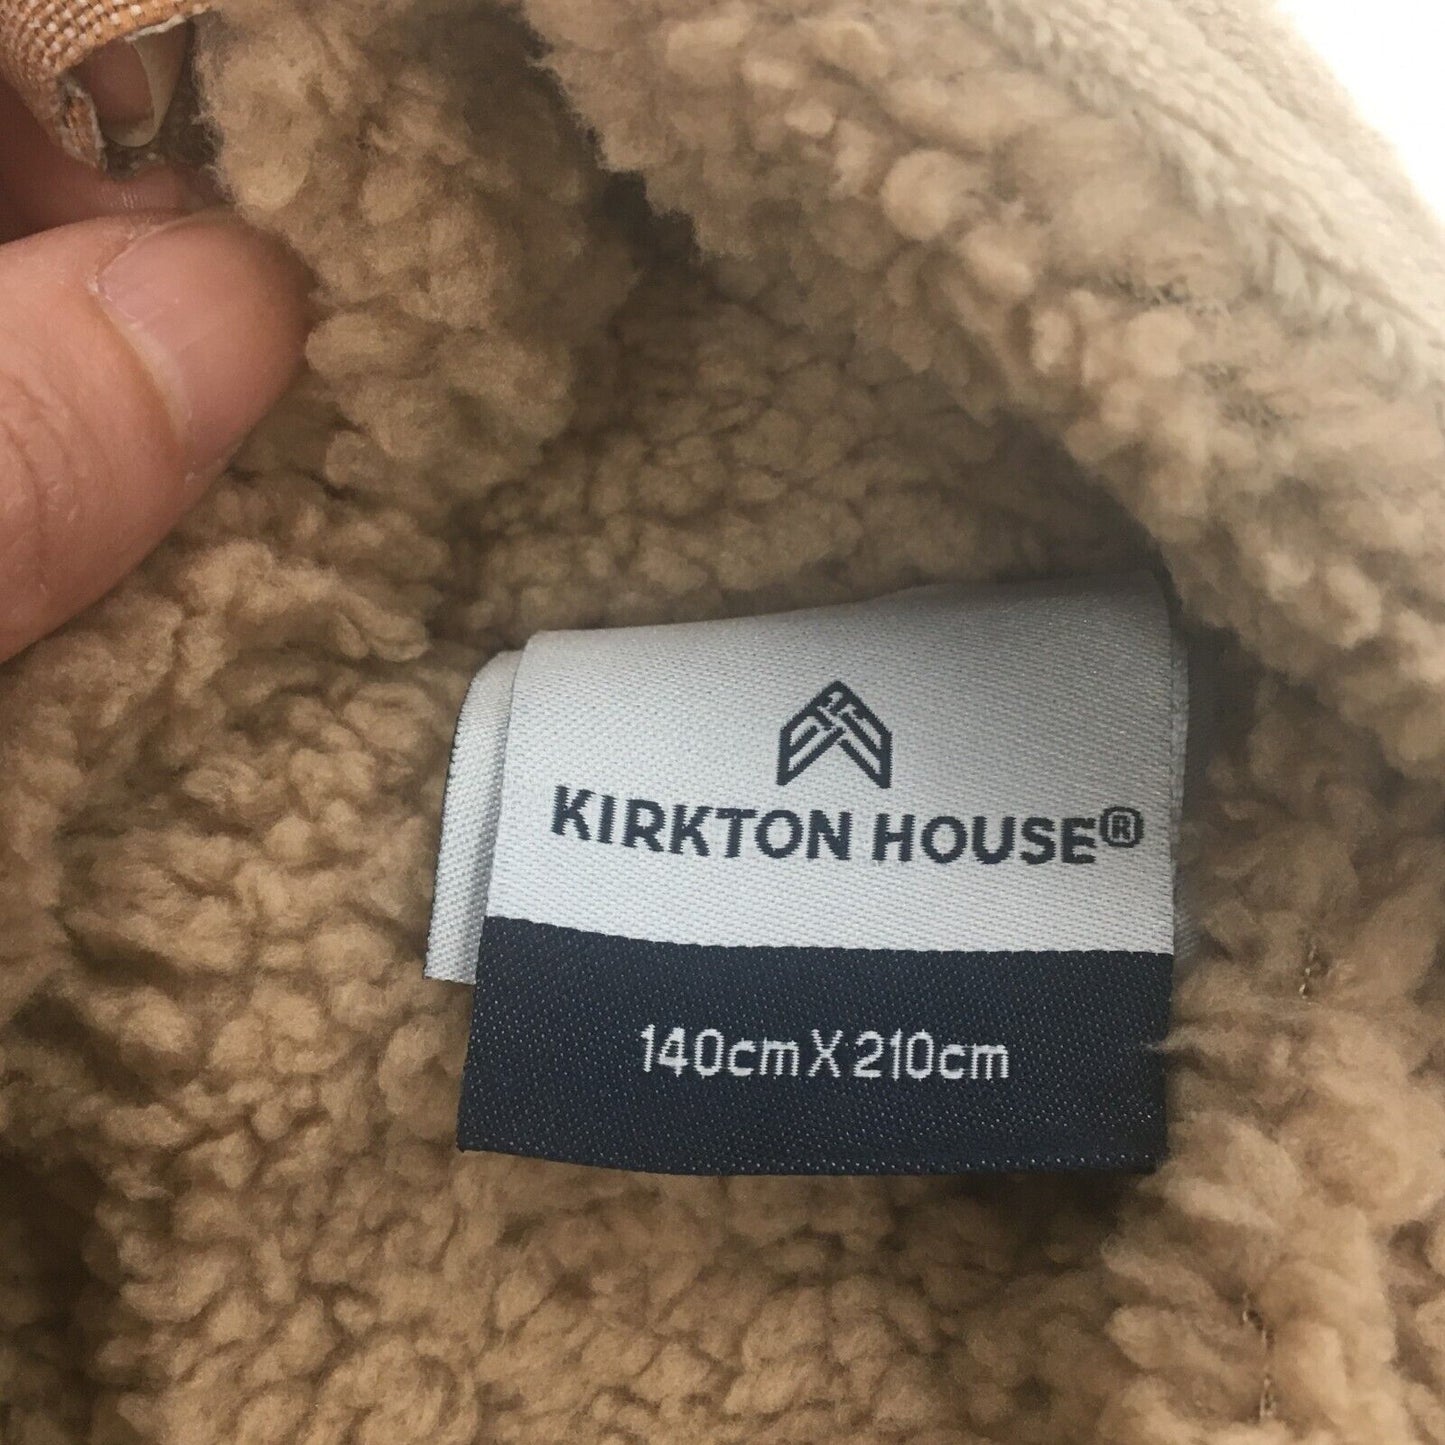 KIRKTON HOUSE®
140cm X 210cm